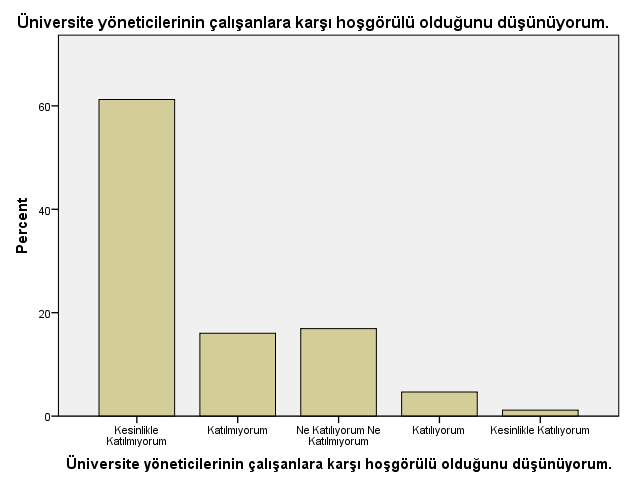 Üniversite yöneticilerinin çalışanlara karşı hoşgörülü olduğunu düşünüyorum.
Percent
60
40
20
0
Kesinlikle
Katılmıyorum
Katılmıyorum
Ne Katılıyorum Ne
Katılmıyorum
Katılıyorum
Kesinlikle Katılıyorum
Üniversite yöneticilerinin çalışanlara karşı hoşgörülü olduğunu düşünüyorum.